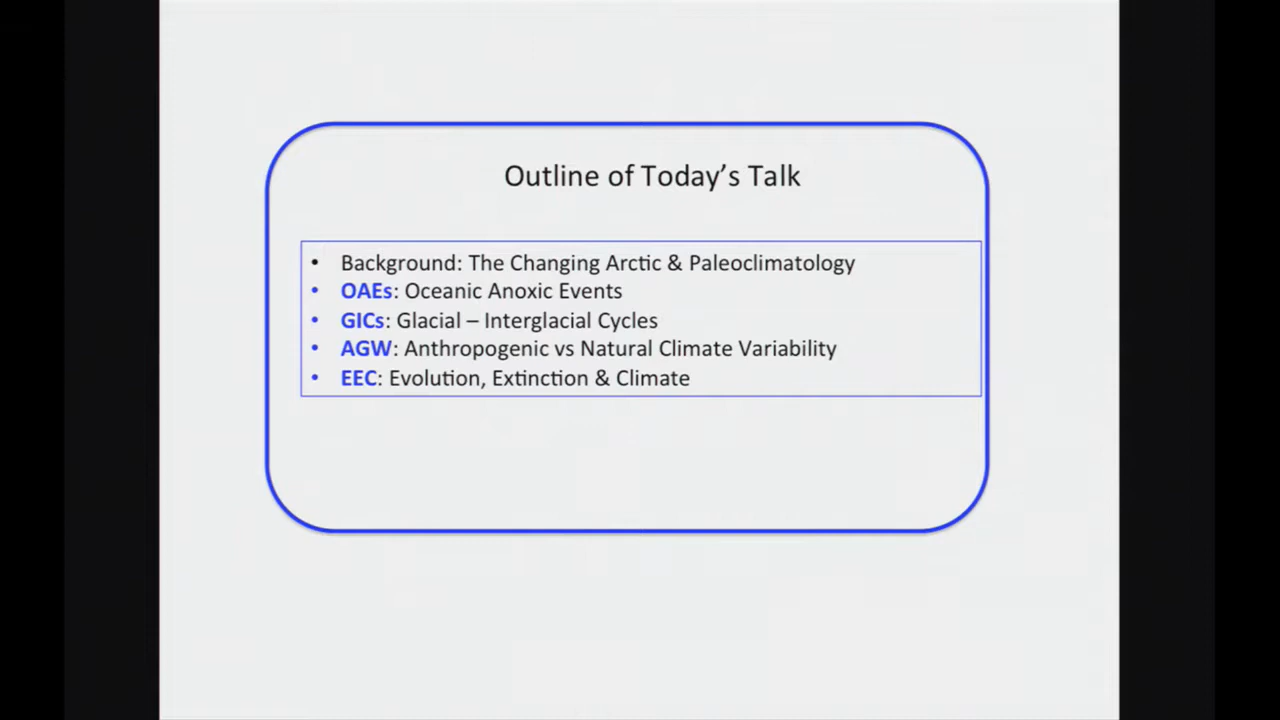 Outline of Today’s Talk
• Background: The Changing Arctic & Paleoclimatology
• OAEs: Oceanic Anoxic Events
• GICs: Glacial – Interglacial Cycles
• AGW: Anthropogenic vs Natural Climate Variability
• EEC: Evolution, Extinction & Climate